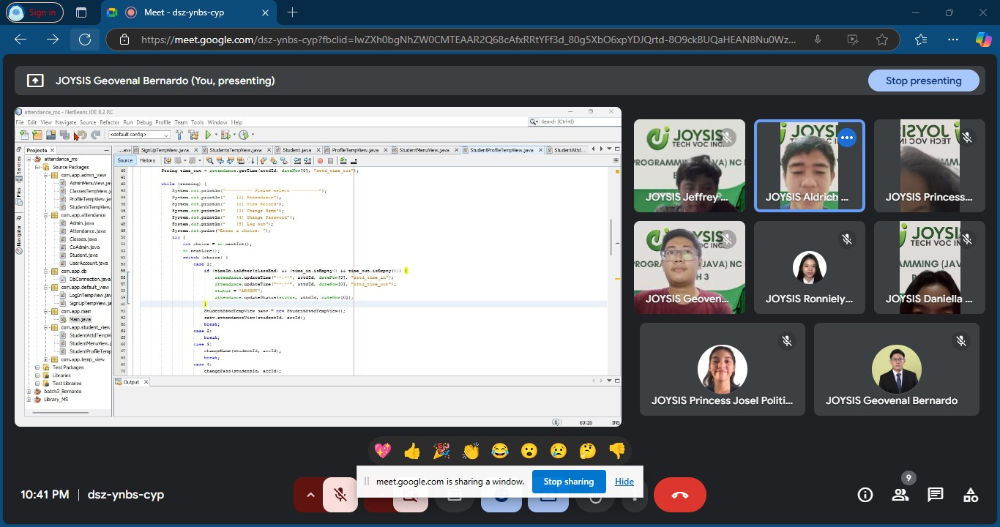 Sign in
Meet - dsz-ynbs-cyp
https://meet.google.com/dsz-ynbs-cyp?fbclid=IwZXh0bgNhZW0CMTEAAR2Q68cAfxRRtYFf3d_80g5XbO6xpYDJQrtd-8O9ckBUQaHEAN8Nu0Wz...
JOYSIS Geovenal Bernardo (You, presenting)
Stop presenting
attendance_ms - NetBeans IDE 8.2 RC
File Edit View Navigate Source Refactor Run Debug Profile Team Tools Window Help
Search (Ctrl+I)
<default config>
Projects
...ave
SignUpTempView.java
StudentsTempView.java
Student.java
ProfileTempView.java
StudentMenuView.java
StudentProfileTempView.java
StudentAttd...
Source History
Services
Files
Navigator
attendance_ms
Source Packages
com.app.admin_view
AdminMenuView.jav
ClassesTempView.j
ProfileTempView.ja
StudentsTempView.
com.app.attendance
Admin.java
Attendance.java
Classes.java
CoAdmin.java
Student.java
UserAccount.java
com.app.db
DbConnection.java
com.app.default_view
LogInTempView.jav
SignUpTempView.ja
com.app.main
Main.java
com.app.student_view
StudentAttdTempVi
StudentMenuView.j
StudentProfileTemp
com.app.temp_view
Test Packages
Libraries
Test Libraries
batch3_Bernardo
Library_MS
40 String time_out = attendance.getTime(attdId, dateNow[0], "attd_time_out");
41
42 while (running) {
43 System.out.println("---------- Please select ----------");
44 System.out.println(" [1] Attendance");
45 System.out.println(" [2] View Record");
46 System.out.println(" [3] Change Name");
47 System.out.println(" [4] Change Password");
48 System.out.println(" [5] Log out");
49 System.out.print("Enter a choice: ");
50 try {
51 int choice = sc.nextInt();
52 sc.nextLine();
53 switch (choice) {
54 case 1:
55 if (timeIn.isAfter(classEnd) && (time_in.isEmpty() && time_out.isEmpty())) {
56 attendance.updateTime("--:--", attdId, dateNow[0], "attd_time_in");
57 attendance.updateTime("--:--", attdId, dateNow[0], "attd_time_out");
58 status = "ABSENT";
59 attendance.updateStatus(status, attdId, dateNow[0]);
60 }
61 StudentAttdTempView satv = new StudentAttdTempView();
62 satv.attendanceView(studentId, accId);
63 break;
64 case 2:
65 break;
66 case 3:
67 changeName(studentId, accId);
68 break;
69 case 4:
70 changePass(studentId, accId);
Output
60:26
INS
JOYSIS
TECH VOC INC.
JOYSIS Jeffrey ...
JOYSIS Aldrich ...
JOYSIS Princess...
JOYSIS Geoven...
JOYSIS Ronniely...
JOYSIS Daniella ...
JOYSIS Princess Josel Politi...
JOYSIS Geovenal Bernardo
meet.google.com is sharing a window.
Stop sharing
Hide
10:41 PM
dsz-ynbs-cyp
9